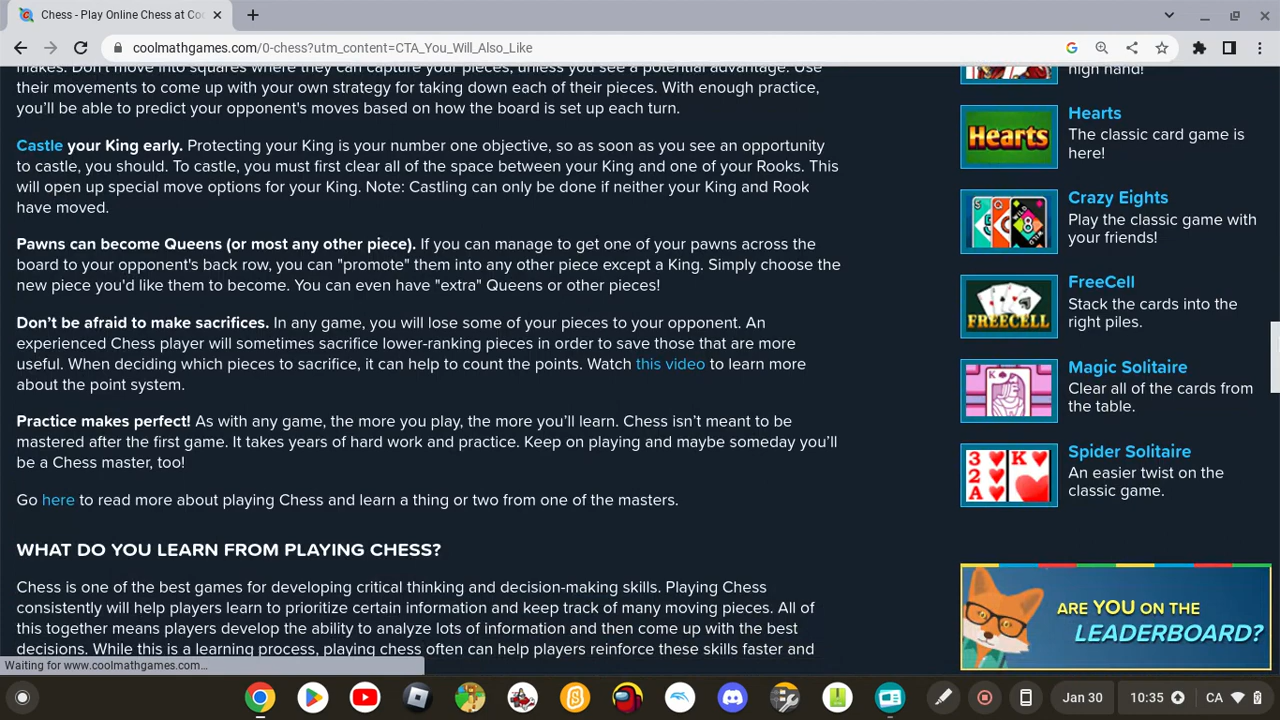 Chess - Play Online Chess at Coo
coolmathgames.com/0-chess?utm_content=CTA_You_Will_Also_Like
makes. Don't move into squares where they can capture your pieces, unless you see a potential advantage. Use
their movements to come up with your own strategy for taking down each of their pieces. With enough practice,
you'll be able to predict your opponent's moves based on how the board is set up each turn.
Castle your King early. Protecting your King is your number one objective, so as soon as you see an opportunity
to castle, you should. To castle, you must first clear all of the space between your King and one of your Rooks. This
will open up special move options for your King. Note: Castling can only be done if neither your King and Rook
have moved.
Pawns can become Queens (or most any other piece). If you can manage to get one of your pawns across the
board to your opponent's back row, you can "promote" them into any other piece except a King. Simply choose the
new piece you'd like them to become. You can even have "extra" Queens or other pieces!
Don't be afraid to make sacrifices. In any game, you will lose some of your pieces to your opponent. An
experienced Chess player will sometimes sacrifice lower-ranking pieces in order to save those that are more
useful. When deciding which pieces to sacrifice, it can help to count the points. Watch this video to learn more
about the point system.
Practice makes perfect! As with any game, the more you play, the more you'll learn. Chess isn't meant to be
mastered after the first game. It takes years of hard work and practice. Keep on playing and maybe someday you'll
be a Chess master, too!
Go here to read more about playing Chess and learn a thing or two from one of the masters.
WHAT DO YOU LEARN FROM PLAYING CHESS?
Chess is one of the best games for developing critical thinking and decision-making skills. Playing Chess
consistently will help players learn to prioritize certain information and keep track of many moving pieces. All of
this together means players develop the ability to analyze lots of information and then come up with the best
decisions. While this is a learning process, playing chess often can help players reinforce these skills faster and
high hand!
Hearts
Hearts
The classic card game is
here!
Crazy Eights
Play the classic game with
your friends!
FREECELL
FreeCell
Stack the cards into the
right piles.
K
Magic Solitaire
Clear all of the cards from
the table.
3 K
2
A
Spider Solitaire
An easier twist on the
classic game.
ARE YOU ON THE
LEADERBOARD?
Waiting for www.coolmathgames.com...
Jan 30
10:35
CA